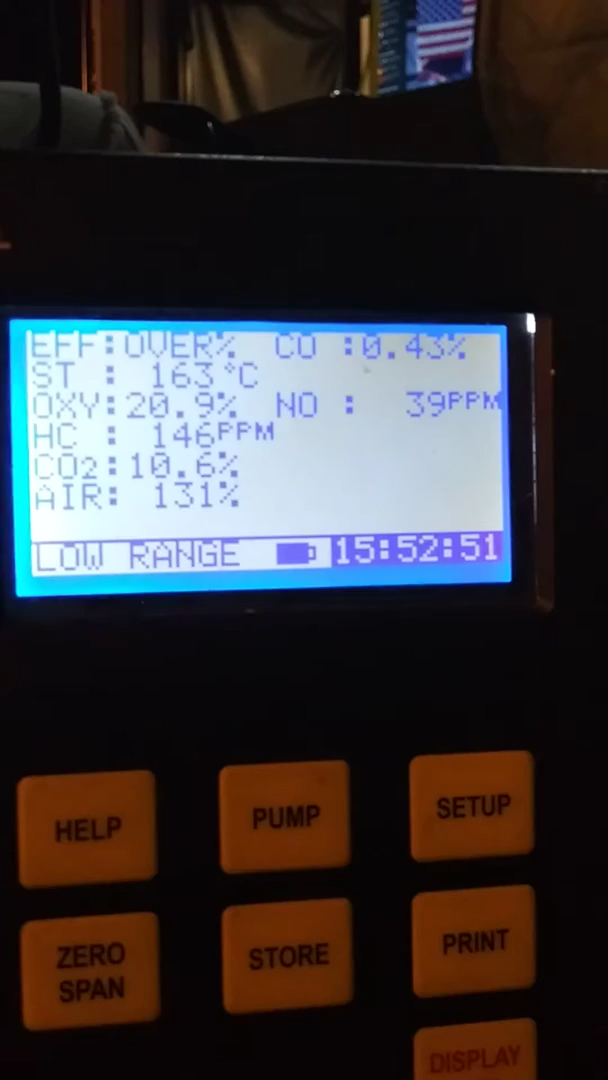 EFF:OVER% CO :0.43%
ST : 163°C
OXY:20.9% NO : 39PPM
HC : 146PPM
CO₂:10.6%
AIR: 131%
LOW RANGE 15:52:51
HELP PUMP SETUP
ZERO SPAN STORE PRINT
DISPLAY